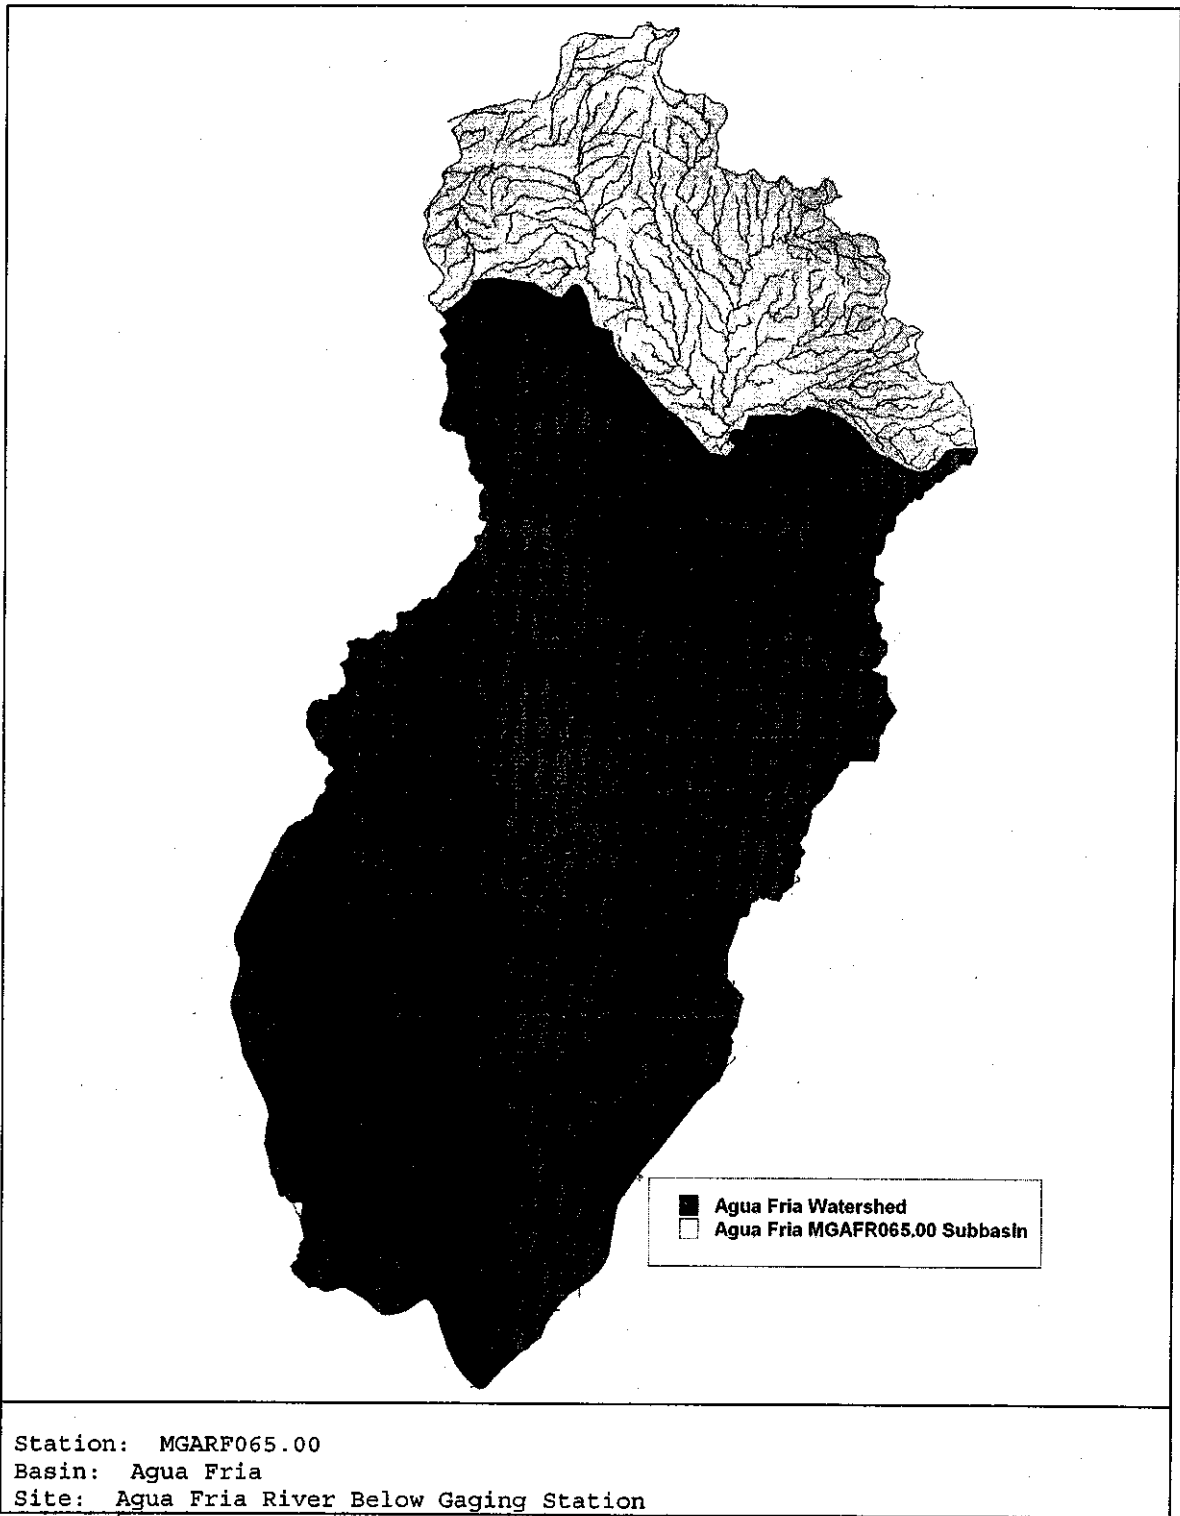 Agua Fria Watershed
Agua Fria MGAFR065.00 Subbasin
Station: MGARF065.00
Basin: Agua Fria
Site: Agua Fria River Below Gaging Station